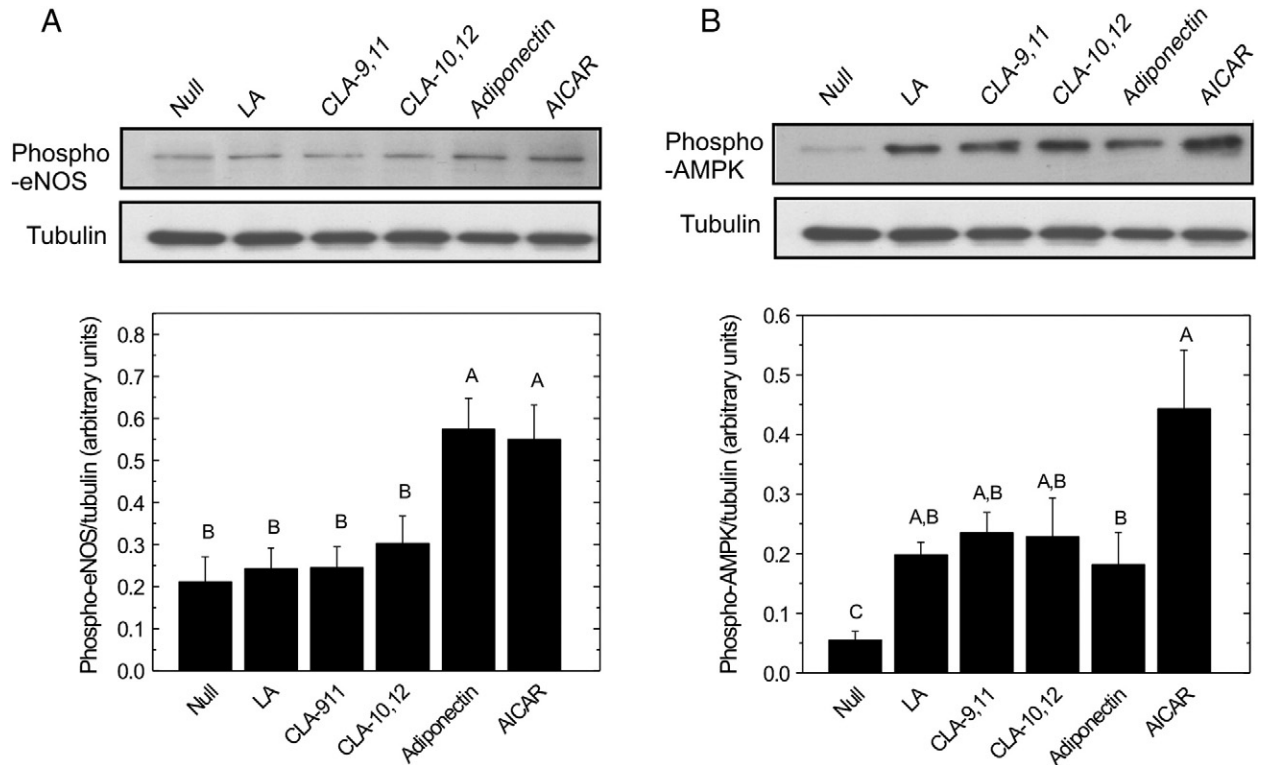 A
Null
LA
CLA-9,11
CLA-10,12
Adiponectin
AICAR
Phospho
-eNOS
Tubulin
Phospho-eNOS/tubulin (arbitrary units)
0.8
0.7
0.6
0.5
0.4
0.3
0.2
0.1
0.0
B
B
B
B
A
A
Null
LA
CLA-911
CLA-10,12
Adiponectin
AICAR
B
Null
LA
CLA-9,11
CLA-10,12
Adiponectin
AICAR
Phospho
-AMPK
Tubulin
Phospho-AMPK/tubulin (arbitrary units)
0.6
0.5
0.4
0.3
0.2
0.1
0.0
C
A,B
A,B
A,B
B
A
Null
LA
CLA-9,11
CLA-10,12
Adiponectin
AICAR